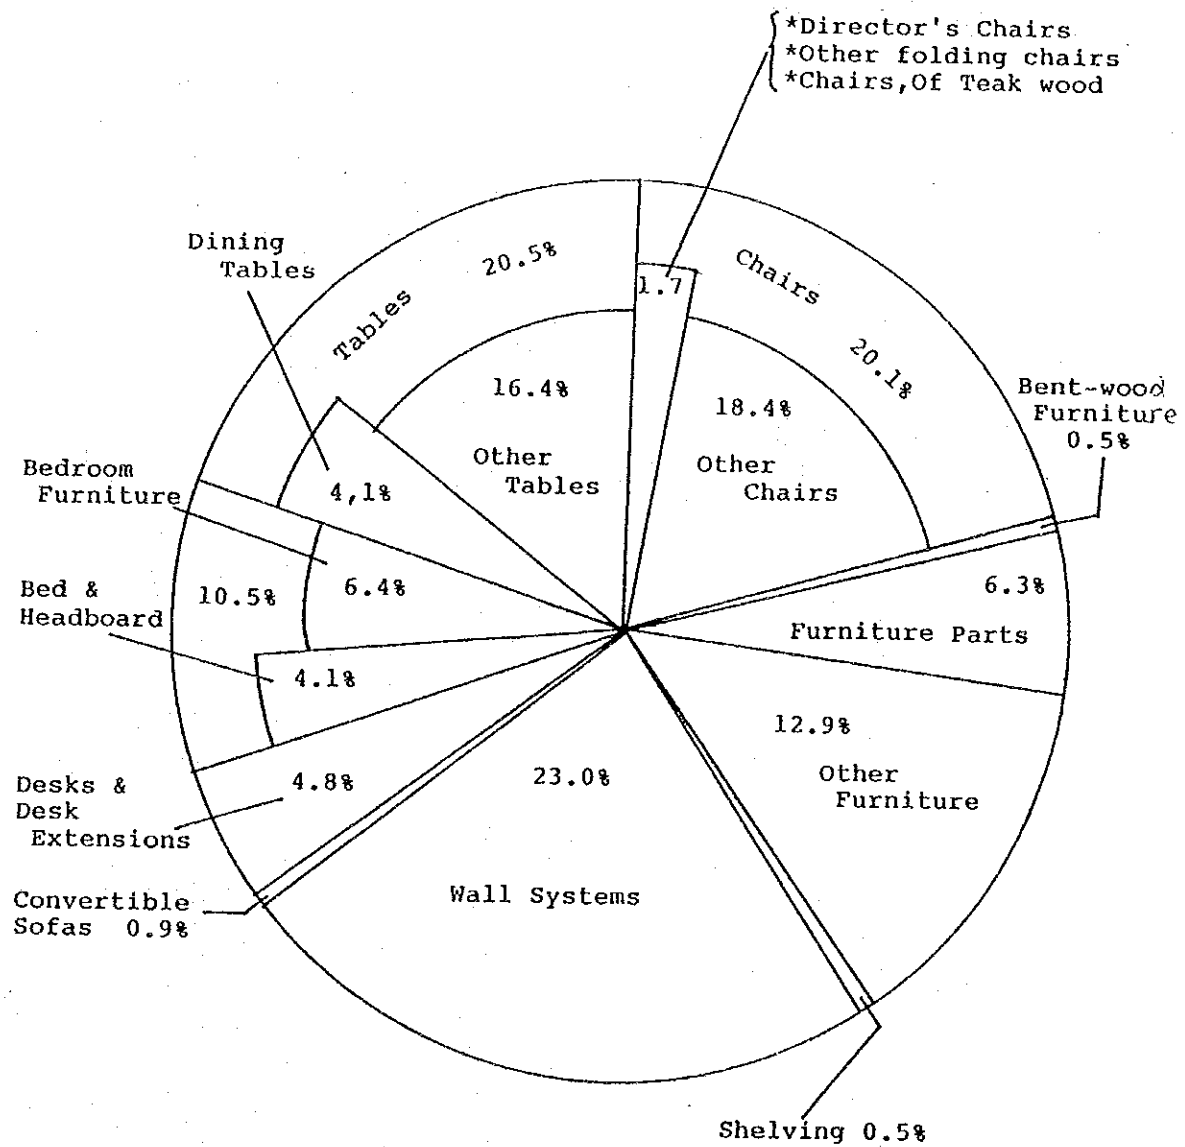 *Director's Chairs
*Other folding chairs
*Chairs,Of Teak wood
Dining
Tables
20.5%
Tables
1.7
Chairs
20.1%
16.4%
Other
Tables
18.4%
Other
Chairs
Bent-wood
Furniture
0.5%
Bedroom
Furniture
4,1%
6.4%
10.5%
Bed &
Headboard
4.1%
6.3%
Furniture Parts
12.9%
Other
Furniture
Desks &
Desk
Extensions
4.8%
23.0%
Wall Systems
Convertible
Sofas 0.9%
Shelving 0.5%